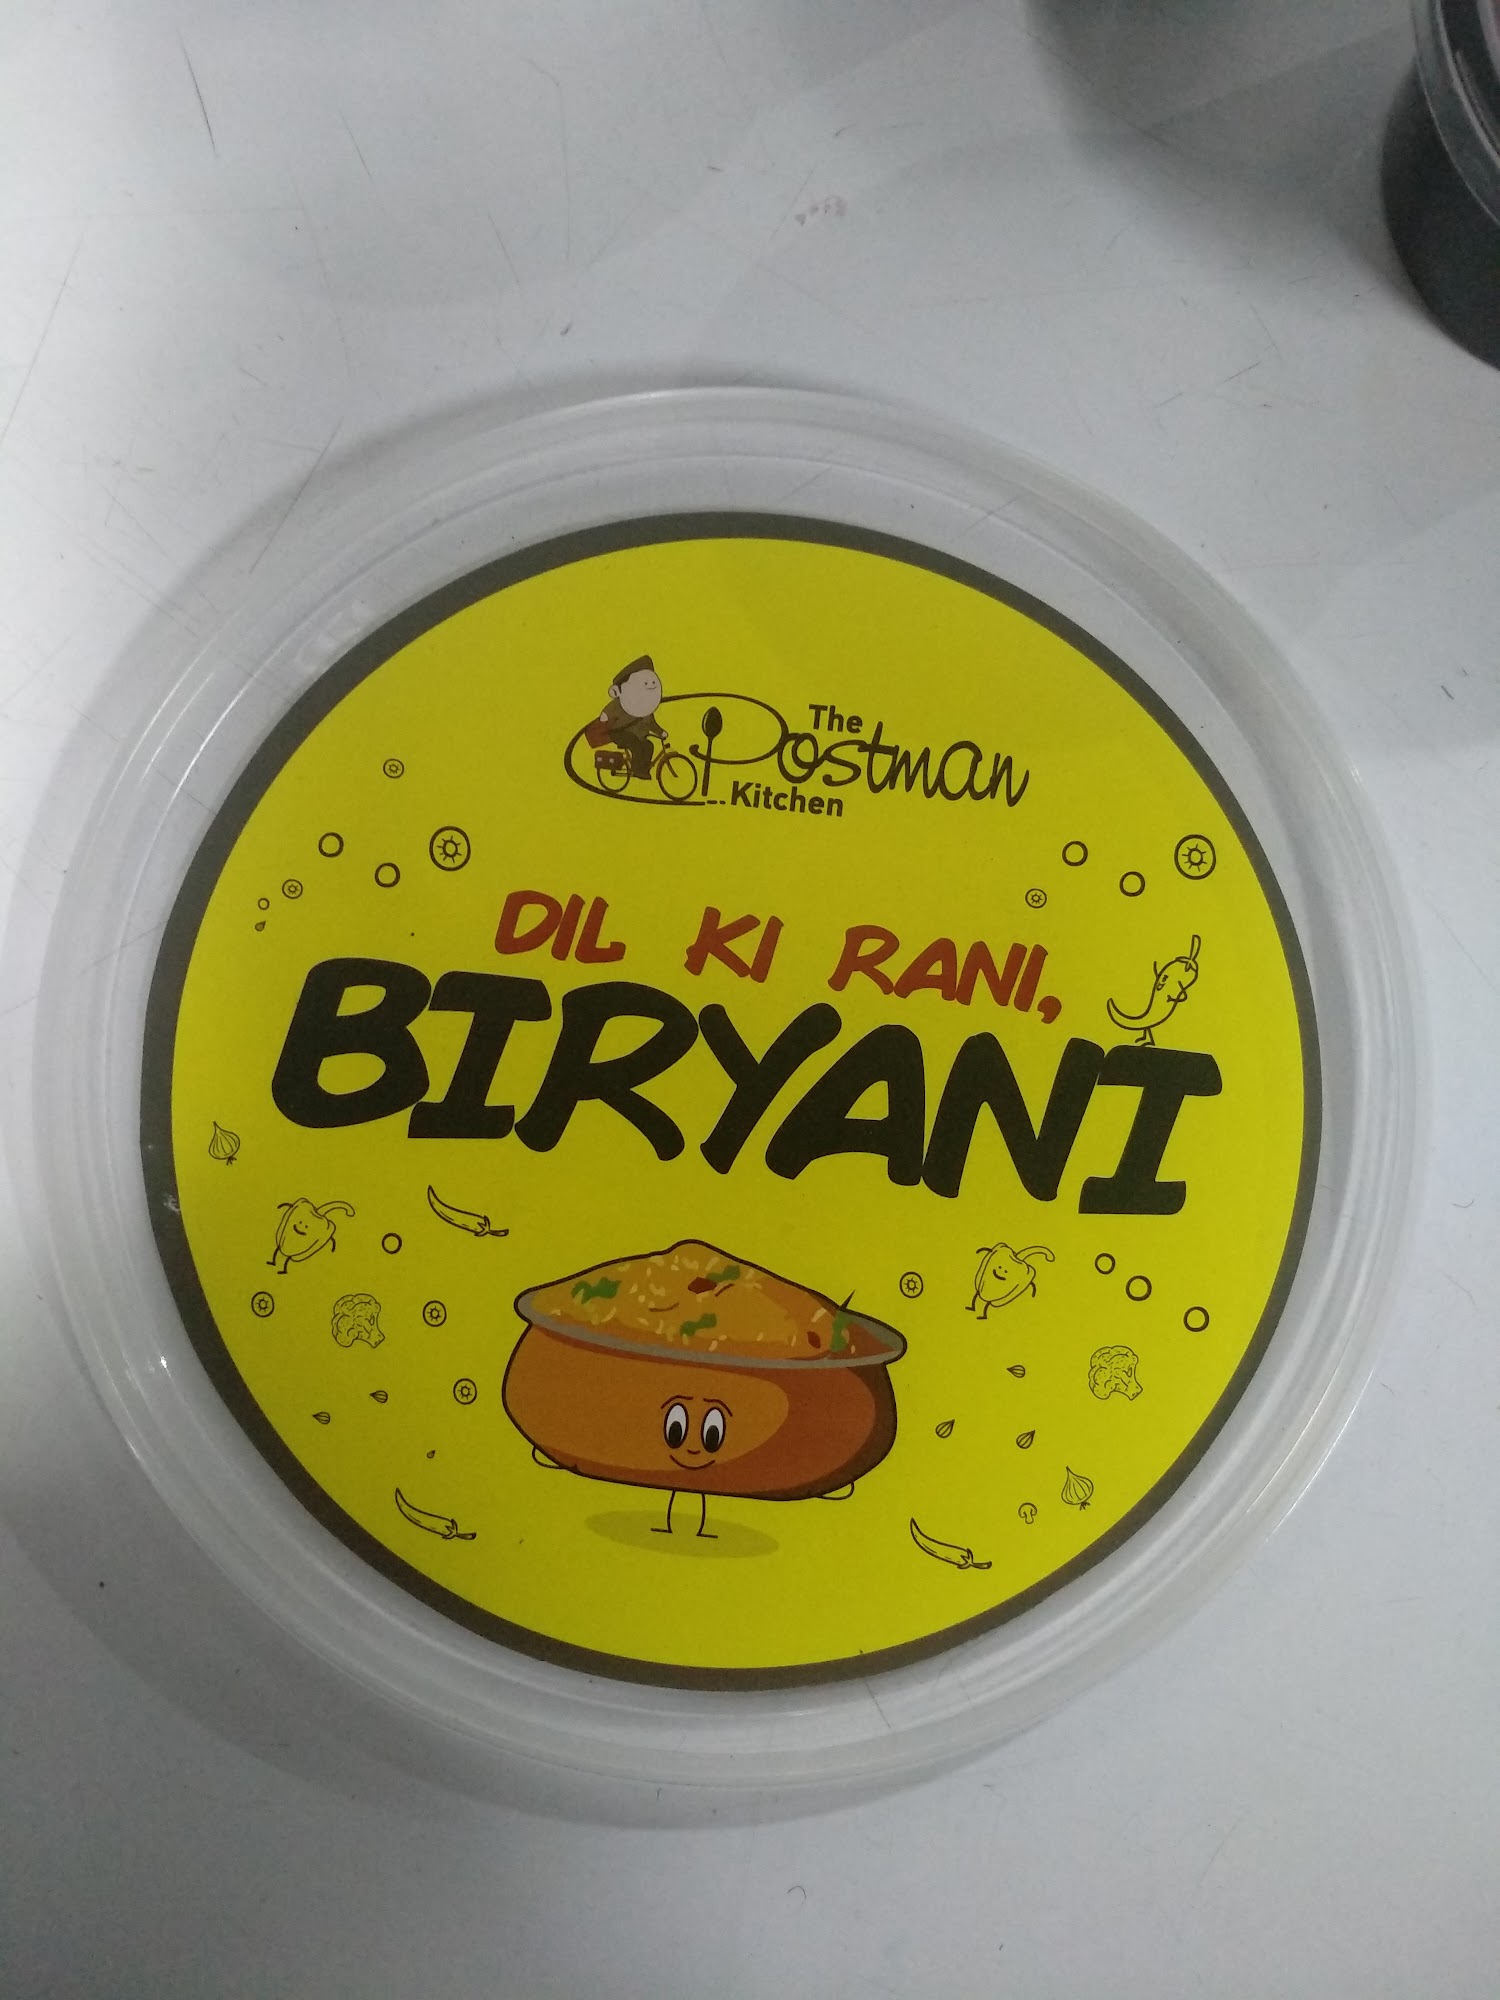 The
Postman
Kitchen
DIL KI RANI,
BIRYANI